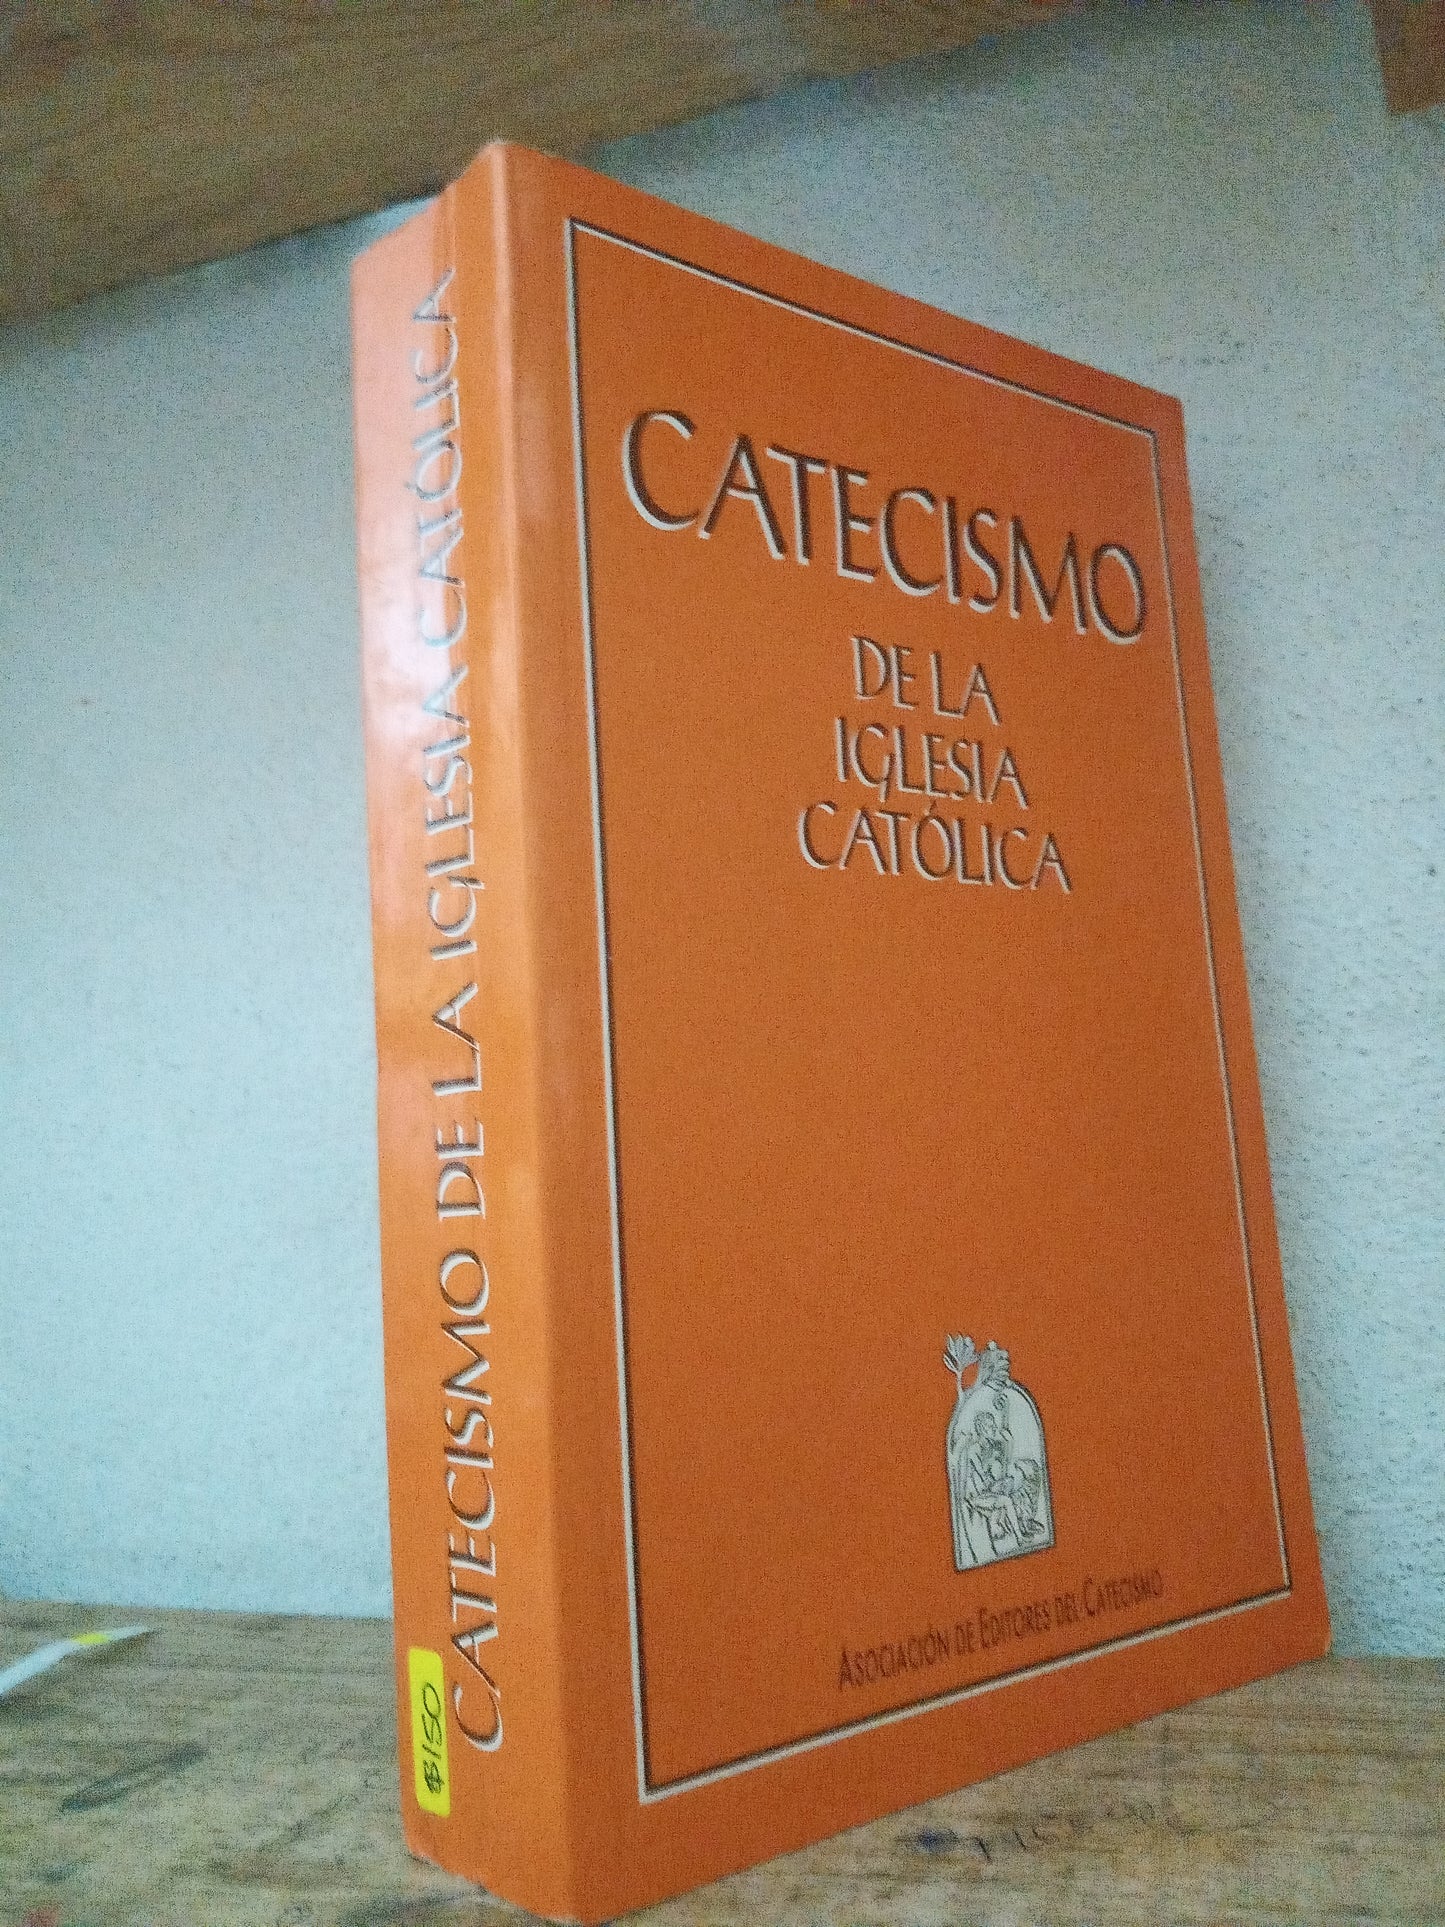 CATECISMO DE LA IGLESIA CATÓLICA
$150
CATECISMO
DE LA
IGLESIA
CATÓLICA
ASOCIACIÓN DE EDITORES DEL CATECISMO